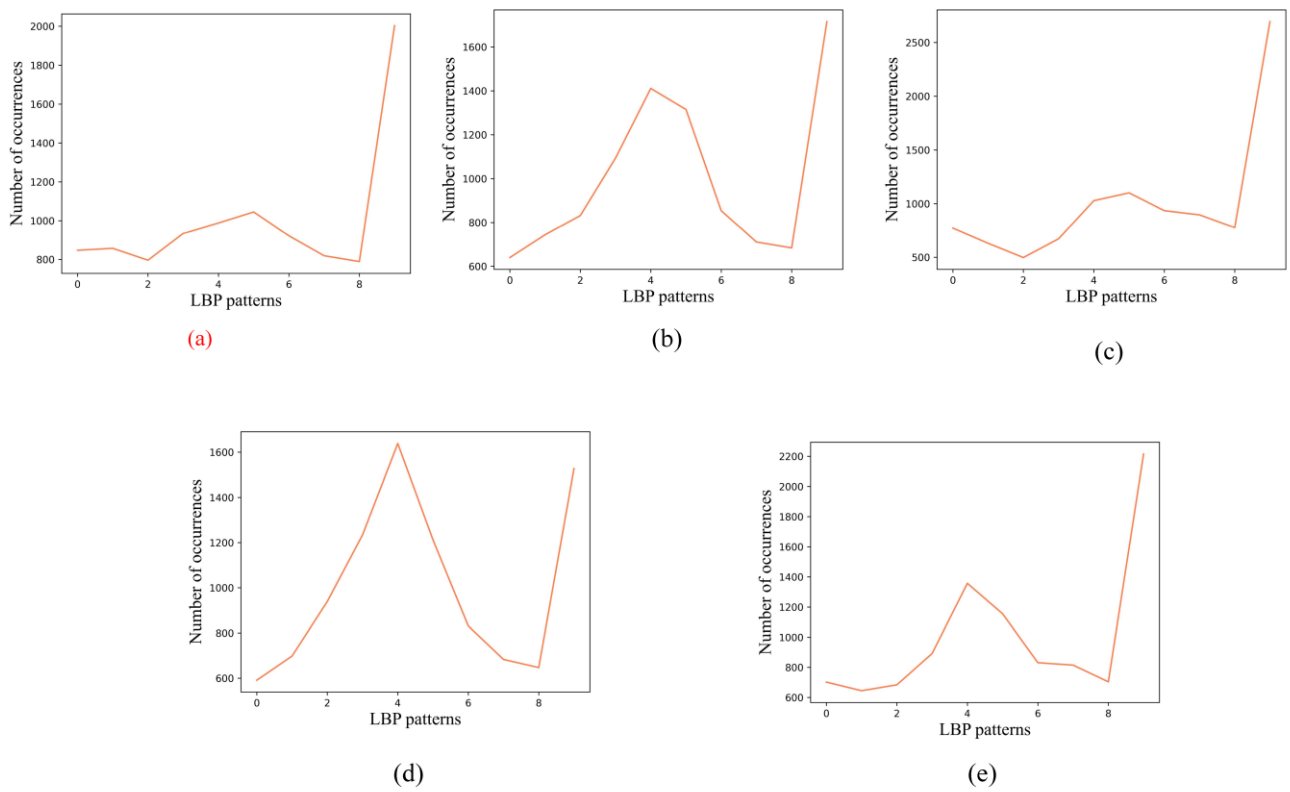 Number of occurrences
2000
1800
1600
1400
1200
1000
800
0 2 4 6 8
LBP patterns
(a)
Number of occurrences
1600
1400
1200
1000
800
600
0 2 4 6 8
LBP patterns
(b)
Number of occurrences
2500
2000
1500
1000
500
0 2 4 6 8
LBP patterns
(c)
Number of occurrences
1600
1400
1200
1000
800
600
0 2 4 6 8
LBP patterns
(d)
Number of occurrences
2200
2000
1800
1600
1400
1200
1000
800
600
0 2 4 6 8
LBP patterns
(e)